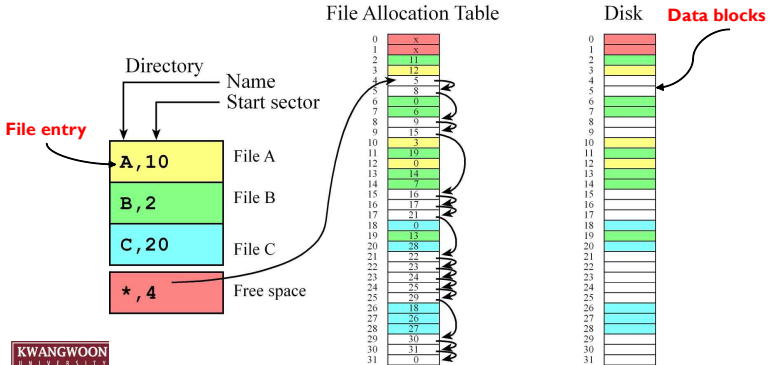 File Allocation Table
Disk
Data blocks
Directory
Name
Start sector
File entry
A,10 File A
B,2 File B
C,20 File C
*,4 Free space
0 x 0
1 x 1
2 11 2
3 12 3
4 5 4
5 8 5
6 0 6
7 6 7
8 9 8
9 15 9
10 3 10
11 19 11
12 0 12
13 14 13
14 7 14
15 16 15
16 17 16
17 21 17
18 0 18
19 13 19
20 28 20
21 22 21
22 23 22
23 24 23
24 25 24
25 29 25
26 18 26
27 26 27
28 27 28
29 30 29
30 31 30
31 0 31
KWANGWOON
UNIVERSITY